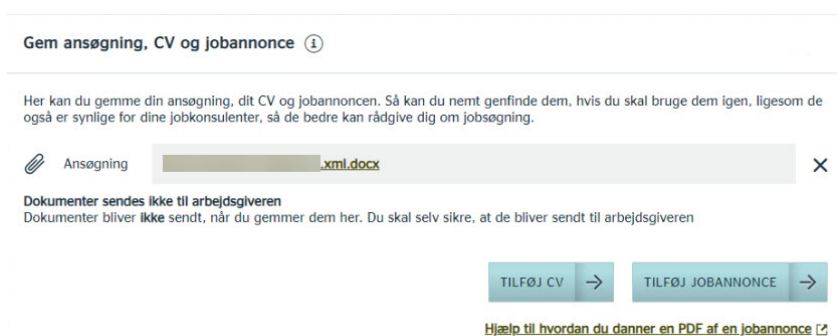 Gem ansøgning, CV og jobannonce
Her kan du gemme din ansøgning, dit CV og jobannoncen. Så kan du nemt genfinde dem, hvis du skal bruge dem igen, ligesom de
også er synlige for dine jobkonsulenter, så de bedre kan rådgive dig om jobsøgning.
Ansøgning .xml.docx
Dokumenter sendes ikke til arbejdsgiveren
Dokumenter bliver ikke sendt, når du gemmer dem her. Du skal selv sikre, at de bliver sendt til arbejdsgiveren
TILFØJ CV TILFØJ JOBANNONCE
Hjælp til hvordan du danner en PDF af en jobannonce